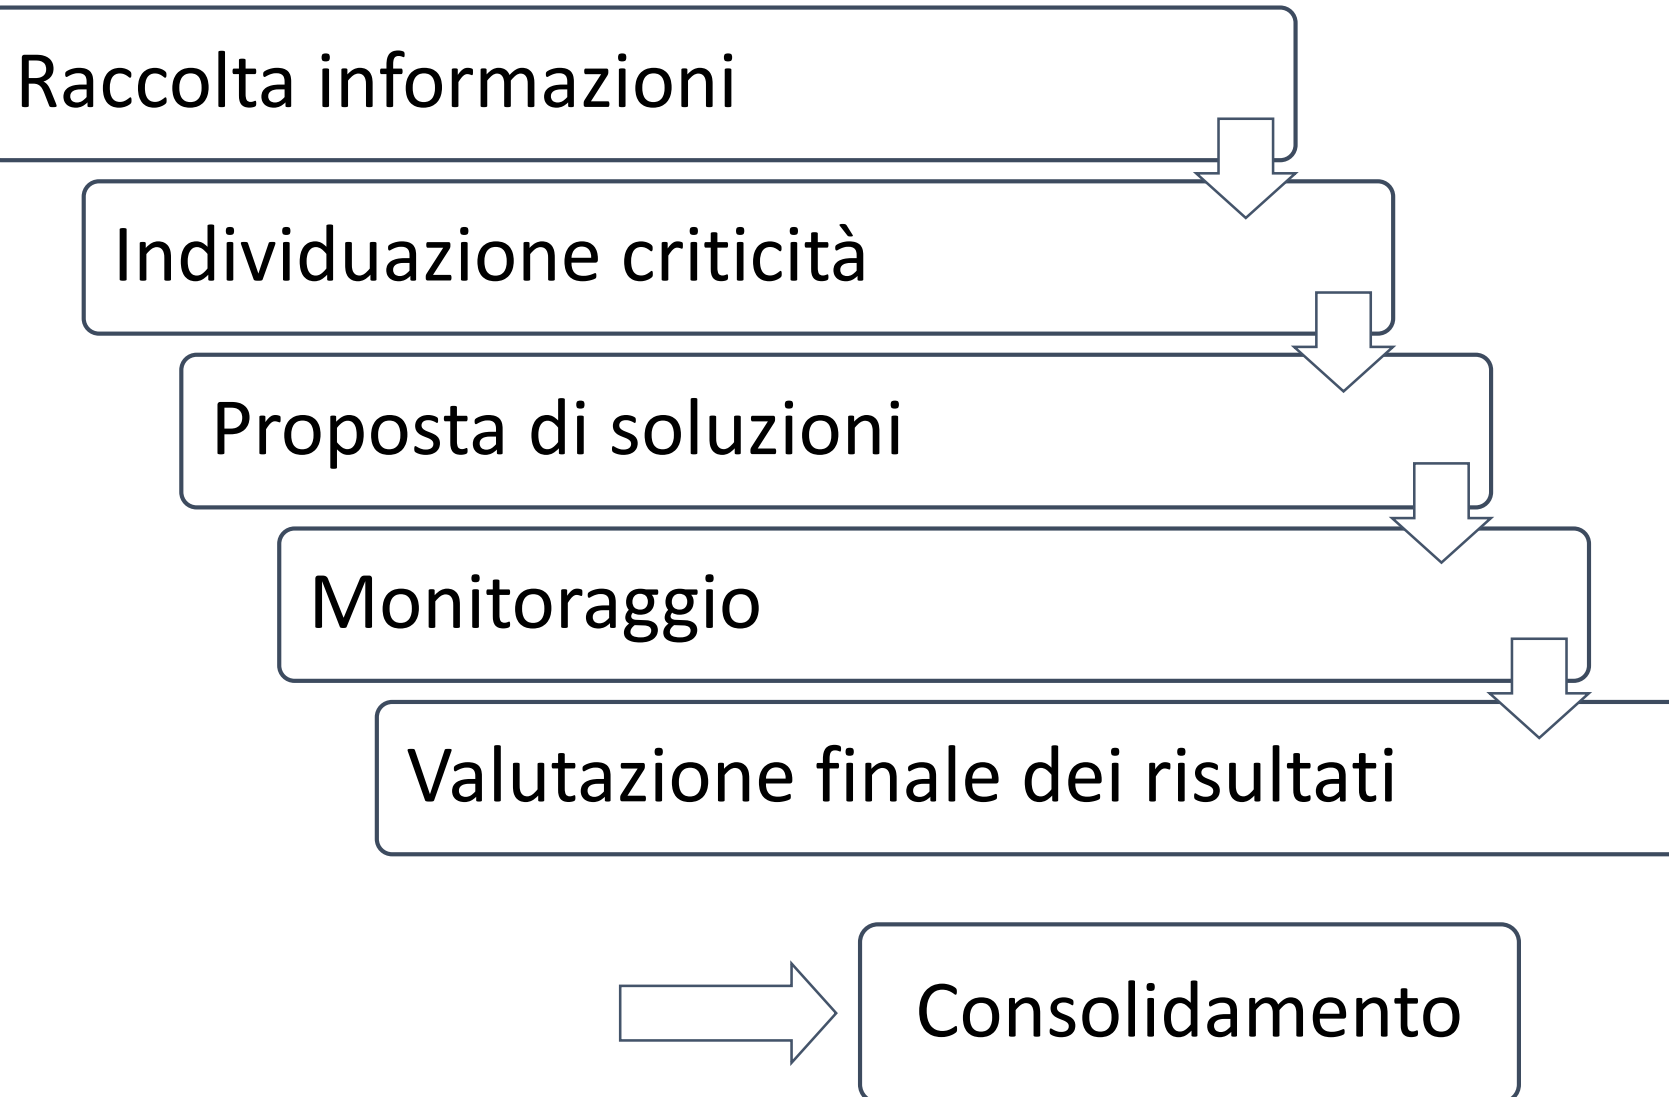 Raccolta informazioni
Individuazione criticità
Proposta di soluzioni
Monitoraggio
Valutazione finale dei risultati
Consolidamento